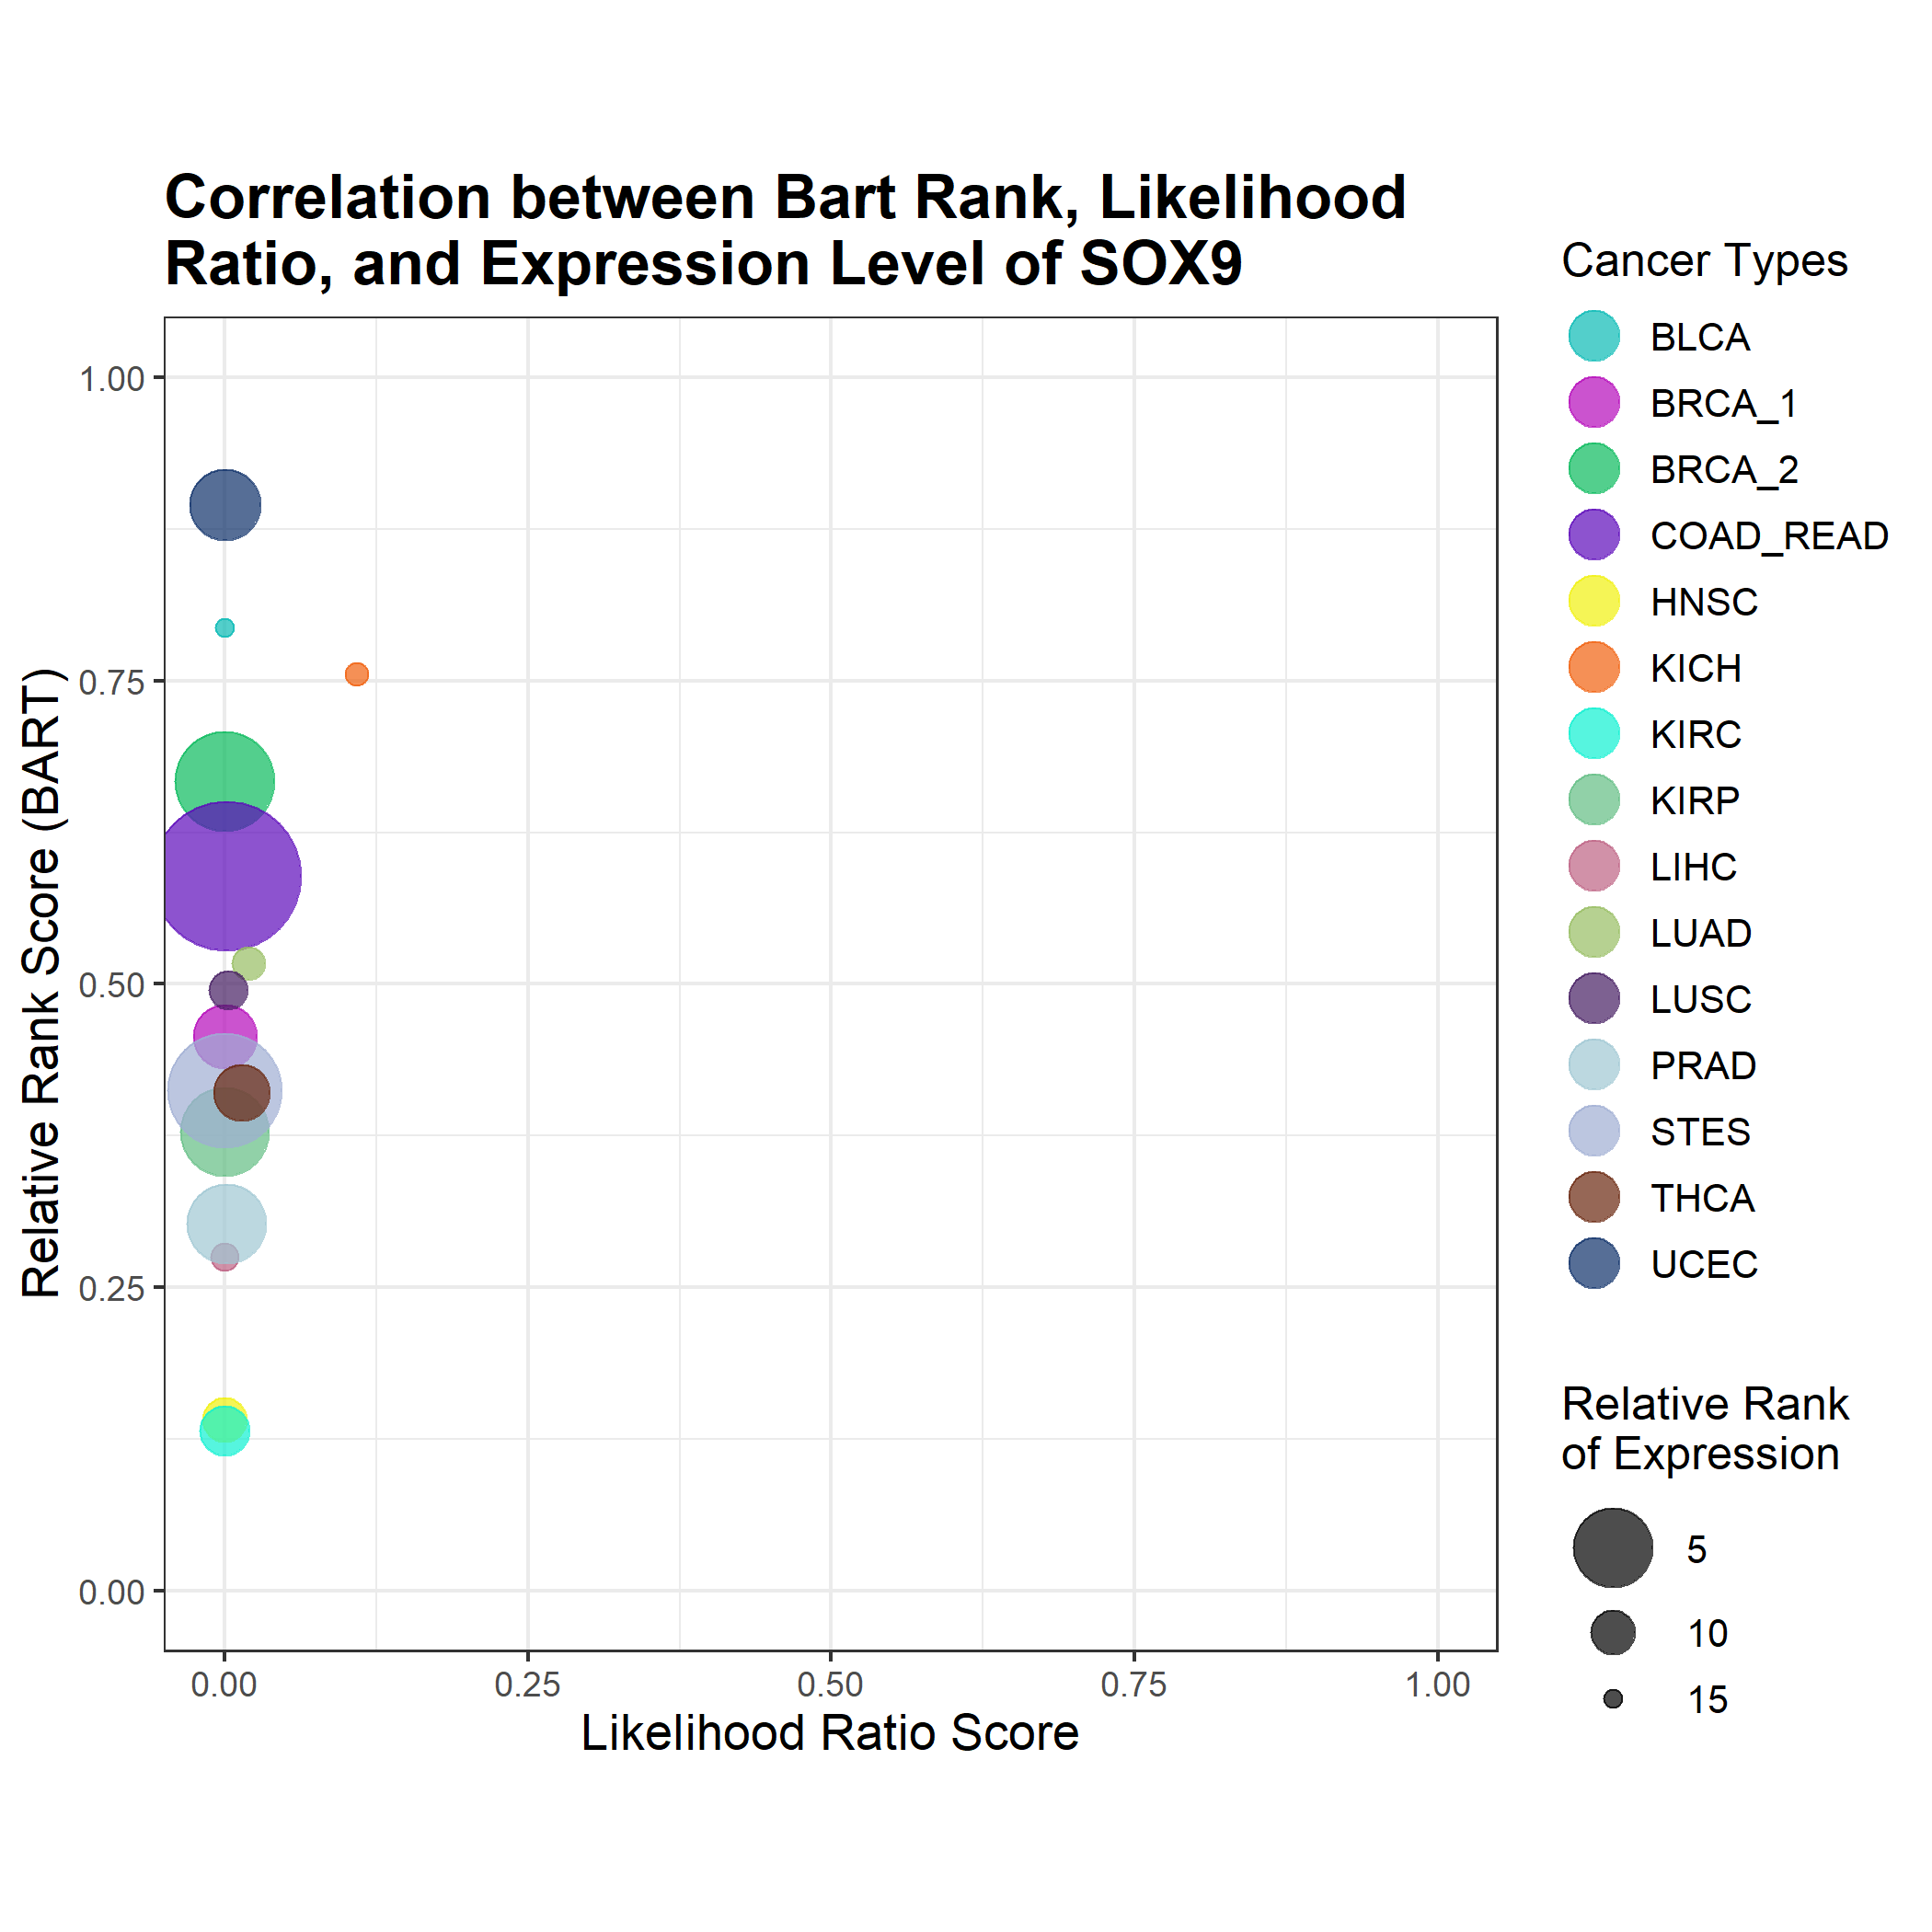 Correlation between Bart Rank, Likelihood
Ratio, and Expression Level of SOX9
Relative Rank Score (BART)
1.00
0.75
0.50
0.25
0.00
0.00
0.25
0.50
0.75
1.00
Likelihood Ratio Score
Cancer Types
BLCA
BRCA_1
BRCA_2
COAD_READ
HNSC
KICH
KIRC
KIRP
LIHC
LUAD
LUSC
PRAD
STES
THCA
UCEC
Relative Rank
of Expression
5
10
15